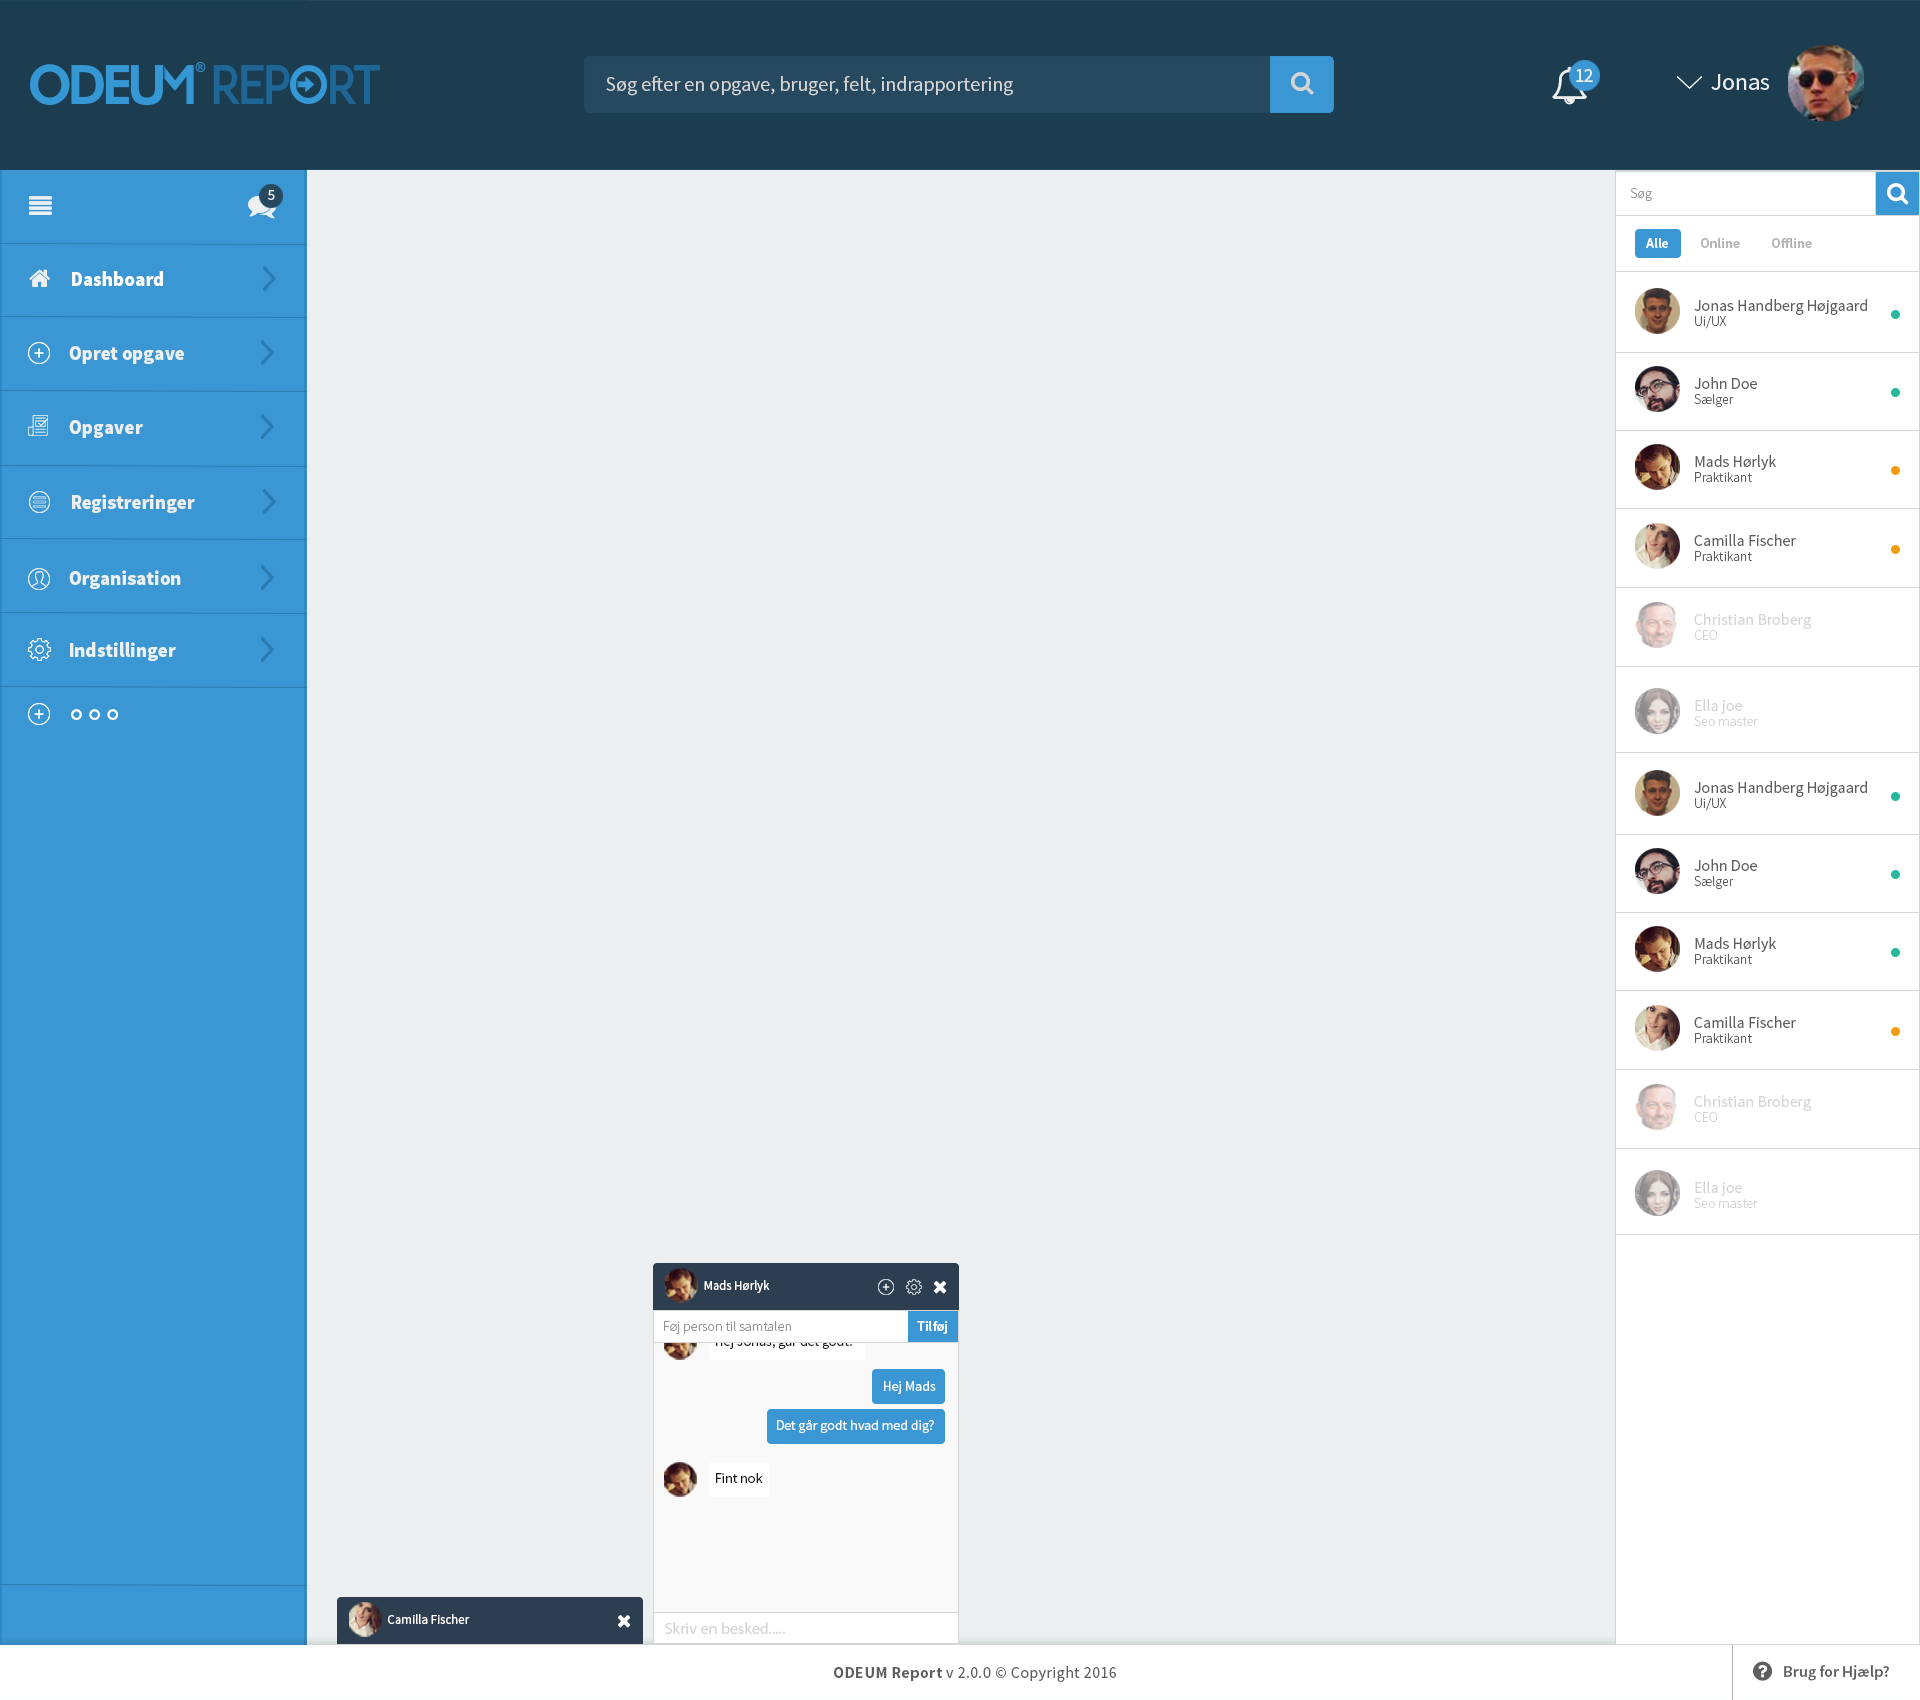 ODEUM® REPORT
Søg efter en opgave, bruger, felt, indrapportering
12
Jonas
5
Dashboard
Opret opgave
Opgaver
Registreringer
Organisation
Indstillinger
Søg
Alle Online Offline
Jonas Handberg Højgaard
Ui/UX
John Doe
Sælger
Mads Hørlyk
Praktikant
Camilla Fischer
Praktikant
Christian Broberg
CEO
Ella joe
Seo master
Jonas Handberg Højgaard
Ui/UX
John Doe
Sælger
Mads Hørlyk
Praktikant
Camilla Fischer
Praktikant
Christian Broberg
CEO
Ella joe
Seo master
Mads Hørlyk
Føj person til samtalen
Tilføj
Hej Jonas, går det godt?
Hej Mads
Det går godt hvad med dig?
Fint nok
Skriv en besked.....
Camilla Fischer
ODEUM Report v 2.0.0 © Copyright 2016
Brug for Hjælp?